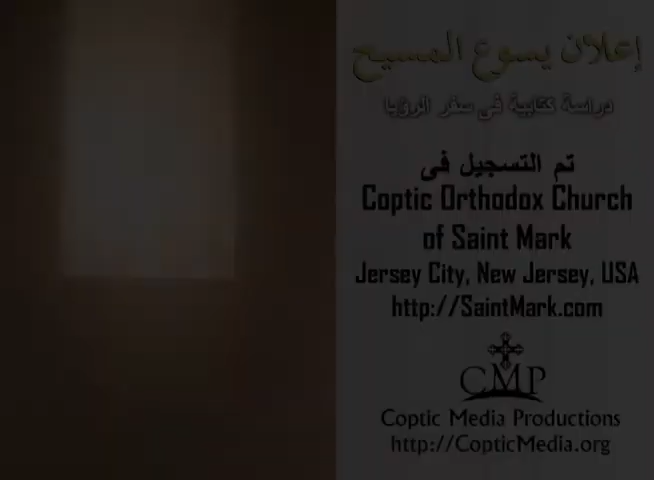 إعلان يسوع المسيح
دراسة كتابية في سفر الرؤيا
تم التسجيل فى
Coptic Orthodox Church
of Saint Mark
Jersey City, New Jersey, USA
http://SaintMark.com
CMP
Coptic Media Productions
http://CopticMedia.org